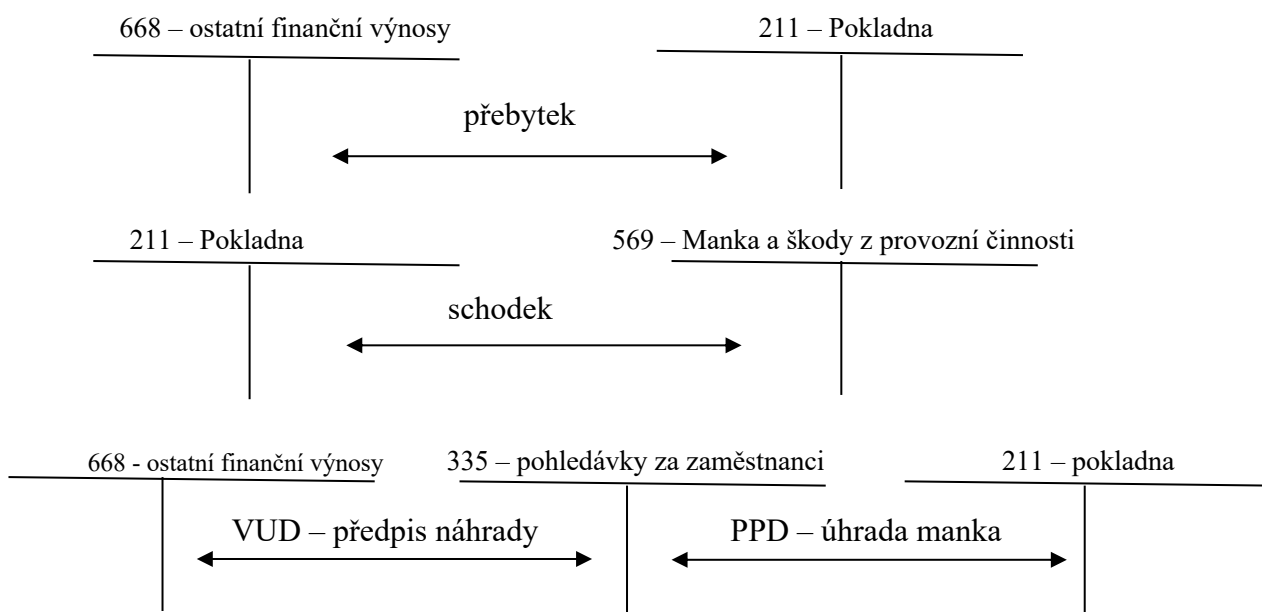 668 – ostatní finanční výnosy
211 – Pokladna
přebytek
211 – Pokladna
569 – Manka a škody z provozní činnosti
schodek
668 - ostatní finanční výnosy
335 – pohledávky za zaměstnanci
211 – pokladna
VUD – předpis náhrady
PPD – úhrada manka